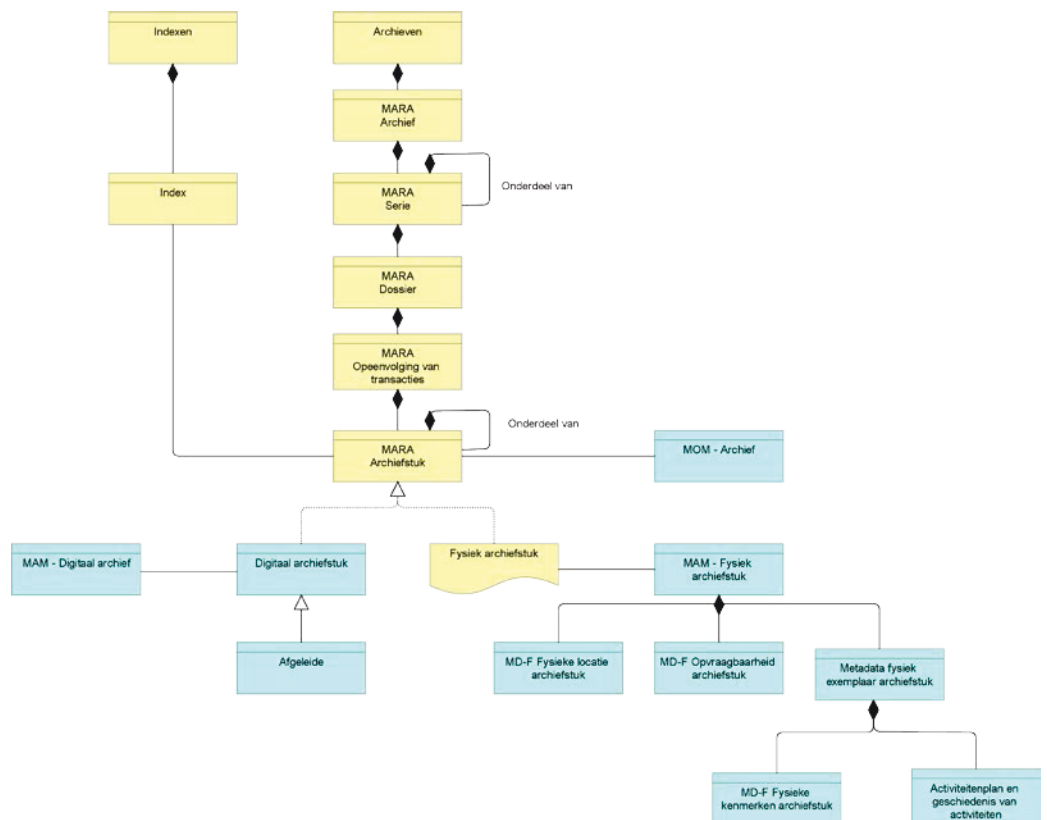 Indexen
Archieven
MARA
Archief
Index
MARA
Serie
Onderdeel van
MARA
Dossier
MARA
Opeenvolging van
transacties
Onderdeel van
MARA
Archiefstuk
MOM - Archief
MAM - Digitaal archief
Digitaal archiefstuk
Fysiek archiefstuk
MAM - Fysiek
archiefstuk
Afgeleide
MD-F Fysieke locatie
archiefstuk
MD-F Opvraagbaarheid
archiefstuk
Metadata fysiek
exemplaar archiefstuk
MD-F Fysieke
kenmerken archiefstuk
Activiteitenplan en
geschiedenis van
activiteiten